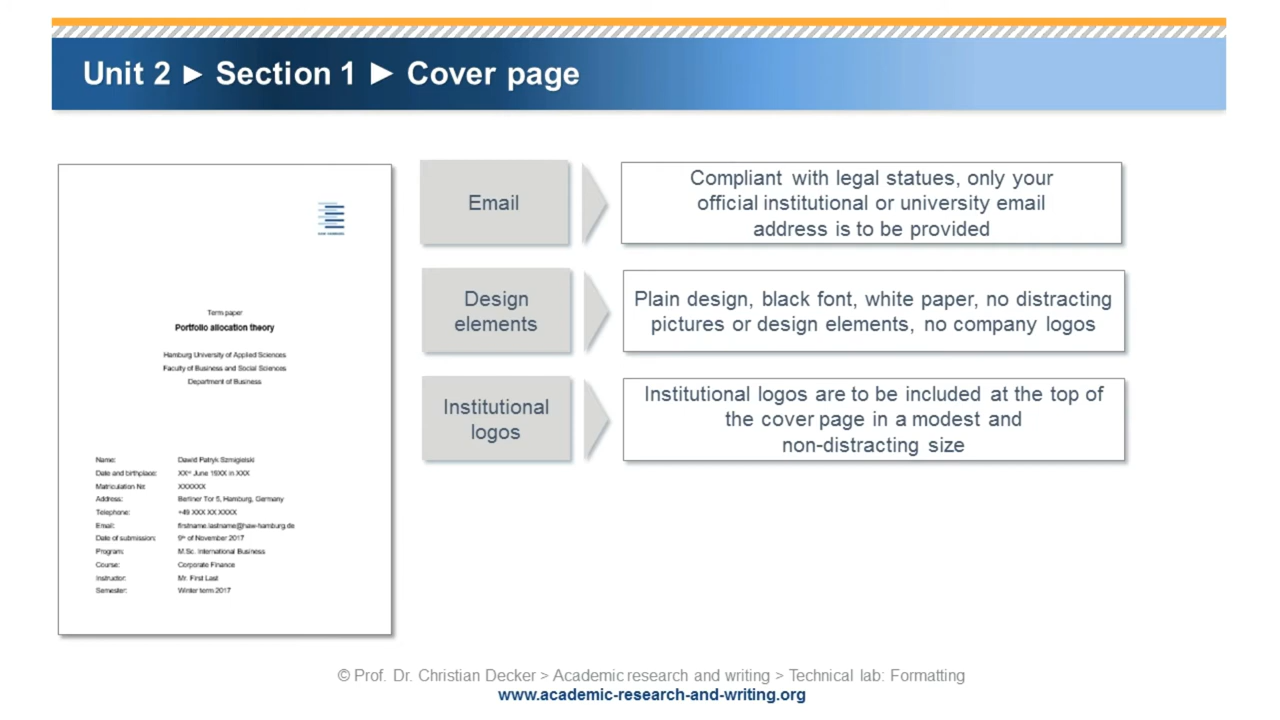 Unit 2 ► Section 1 ► Cover page
Term paper
Portfolio allocation theory
Hamburg University of Applied Sciences
Faculty of Business and Social Sciences
Department of Business
Name: Dawid Patryk Szmigielski
Date and birthplace: XXth June 19XX in XXX
Matriculation Nr: XXXXXX
Address: Berliner Tor 5, Hamburg, Germany
Telephone: +49 XXX XX XXXX
Email: firstname.lastname@haw-hamburg.de
Date of submission: 9th of November 2017
Program: M.Sc. International Business
Course: Corporate Finance
Instructor: Mr. First Last
Semester: Winter term 2017
Email
Compliant with legal statues, only your
official institutional or university email
address is to be provided
Design
elements
Plain design, black font, white paper, no distracting
pictures or design elements, no company logos
Institutional
logos
Institutional logos are to be included at the top of
the cover page in a modest and
non-distracting size
© Prof. Dr. Christian Decker > Academic research and writing > Technical lab: Formatting
www.academic-research-and-writing.org